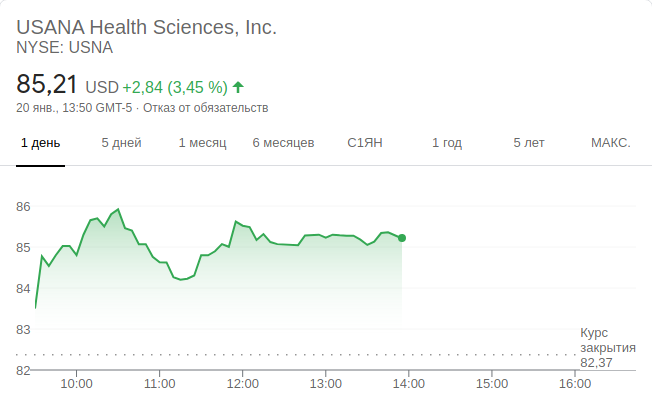 USANA Health Sciences, Inc.
NYSE: USNA
85,21 USD +2,84 (3,45 %)
20 янв., 13:50 GMT-5 · Отказ от обязательств
1 день 5 дней 1 месяц 6 месяцев С1ЯН 1 год 5 лет МАКС.
86
85
84
83
Курс
закрытия
82,37
82
10:00 11:00 12:00 13:00 14:00 15:00 16:00